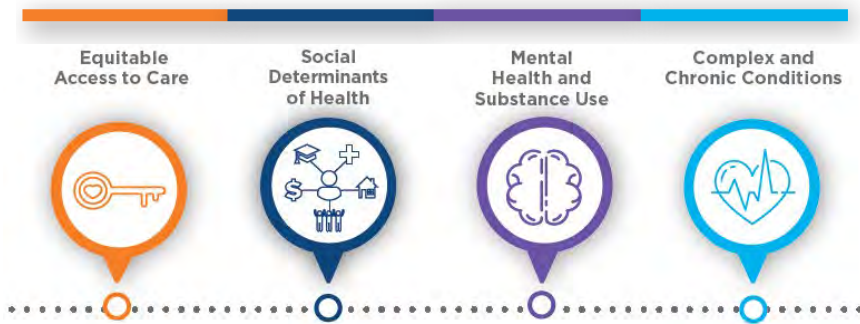 Equitable
Access to Care
Social
Determinants
of Health
Mental
Health and
Substance Use
Complex and
Chronic Conditions
$